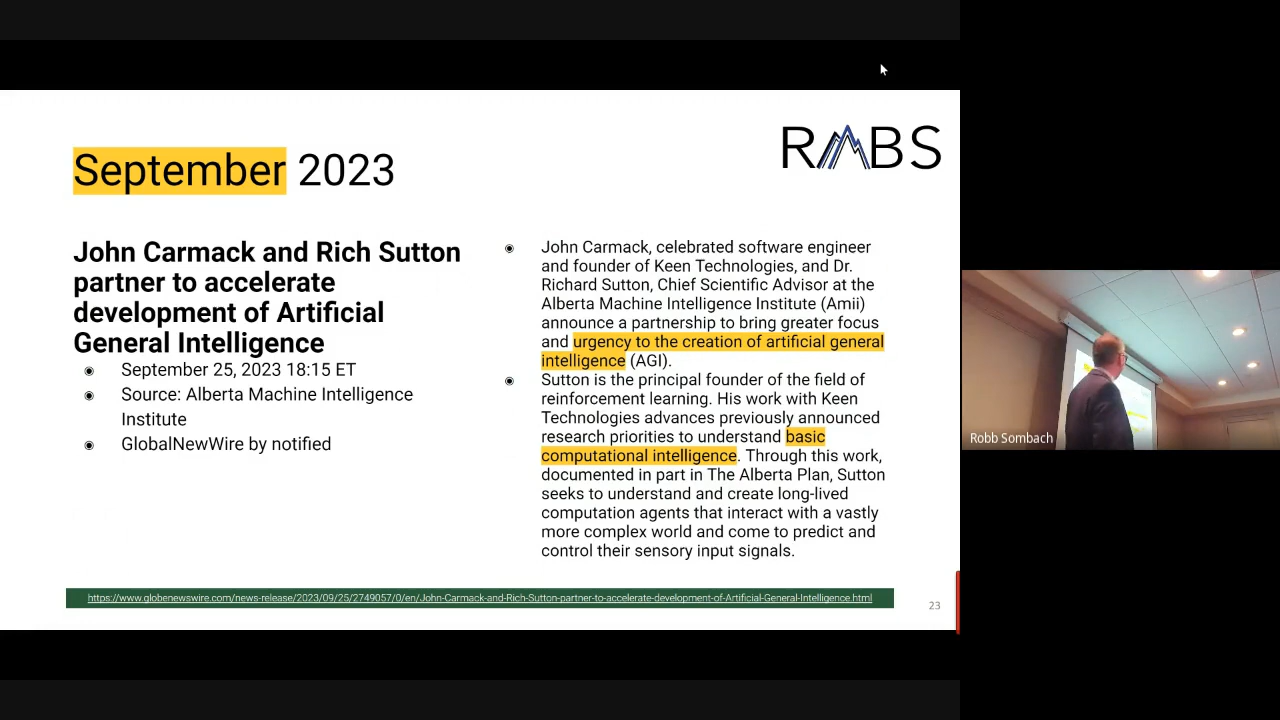 RABS
September 2023
John Carmack and Rich Sutton
partner to accelerate
development of Artificial
General Intelligence
◉ September 25, 2023 18:15 ET
◉ Source: Alberta Machine Intelligence
Institute
◉ GlobalNewWire by notified
◉ John Carmack, celebrated software engineer
and founder of Keen Technologies, and Dr.
Richard Sutton, Chief Scientific Advisor at the
Alberta Machine Intelligence Institute (Amii)
announce a partnership to bring greater focus
and urgency to the creation of artificial general
intelligence (AGI).
◉ Sutton is the principal founder of the field of
reinforcement learning. His work with Keen
Technologies advances previously announced
research priorities to understand basic
computational intelligence. Through this work,
documented in part in The Alberta Plan, Sutton
seeks to understand and create long-lived
computation agents that interact with a vastly
more complex world and come to predict and
control their sensory input signals.
https://www.globenewswire.com/news-release/2023/09/25/2749057/0/en/John-Carmack-and-Rich-Sutton-partner-to-accelerate-development-of-Artificial-General-Intelligence.html
23
Robb Sombach